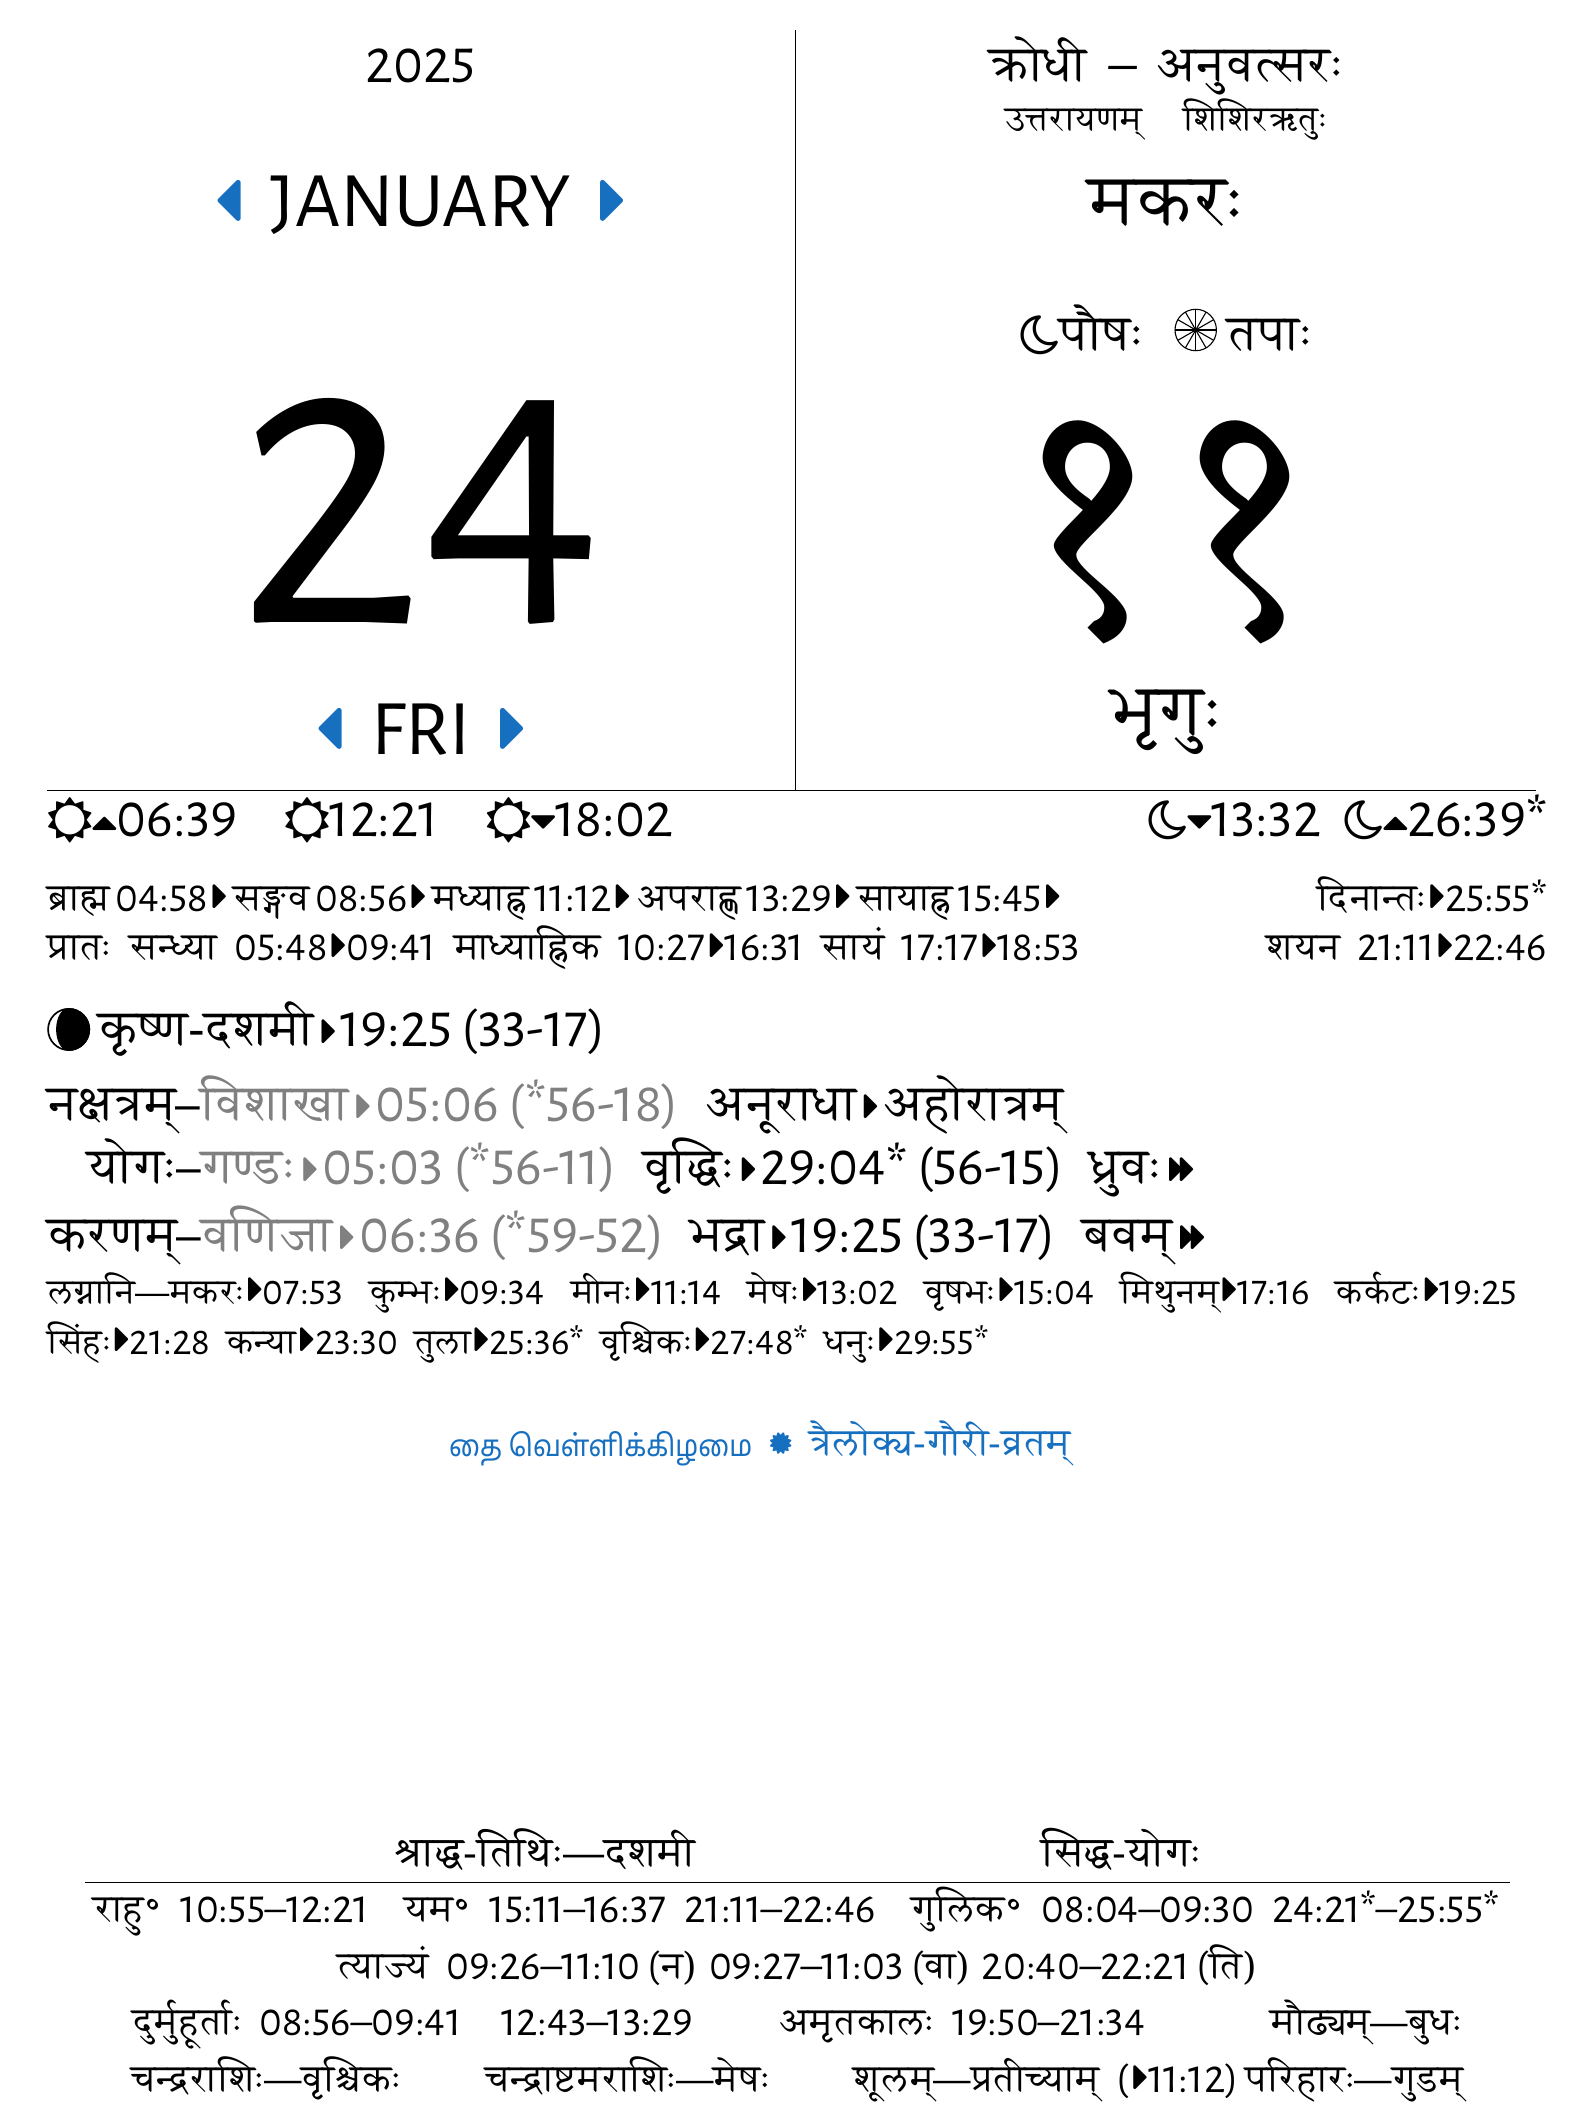 2025
JANUARY
24
FRI
क्रोधी – अनुवत्सरः
उत्तरायणम् शिशिरऋतुः
मकरः
पौषः तपाः
११
भृगुः
06:39 12:21 18:02 13:32 26:39*
ब्राह्म 04:58 सङ्गव 08:56 मध्याह्न 11:12 अपराह्ण 13:29 सायाह्न 15:45 दिनान्तः 25:55*
प्रातः सन्ध्या 05:48 09:41 माध्याह्निक 10:27 16:31 सायं 17:17 18:53 शयन 21:11 22:46
कृष्ण-दशमी 19:25 (33-17)
नक्षत्रम्–विशाखा 05:06 (*56-18) अनूराधा अहोरात्रम्
योगः–गण्डः 05:03 (*56-11) वृद्धिः 29:04* (56-15) ध्रुवः
करणम्–वणिजा 06:36 (*59-52) भद्रा 19:25 (33-17) बवम्
लग्नानि—मकरः 07:53 कुम्भः 09:34 मीनः 11:14 मेषः 13:02 वृषभः 15:04 मिथुनम् 17:16 कर्कटः 19:25
सिंहः 21:28 कन्या 23:30 तुला 25:36* वृश्चिकः 27:48* धनुः 29:55*
தை வெள்ளிக்கிழமை त्रैलोक्य-गौरी-व्रतम्
श्राद्ध-तिथिः—दशमी सिद्ध-योगः
राहु॰ 10:55–12:21 यम॰ 15:11–16:37 21:11–22:46 गुलिक॰ 08:04–09:30 24:21*–25:55*
त्याज्यं 09:26–11:10 (न) 09:27–11:03 (वा) 20:40–22:21 (ति)
दुर्मुहूर्ताः 08:56–09:41 12:43–13:29 अमृतकालः 19:50–21:34 मौढ्यम्—बुधः
चन्द्रराशिः—वृश्चिकः चन्द्राष्टमराशिः—मेषः शूलम्—प्रतीच्याम् (11:12) परिहारः—गुडम्